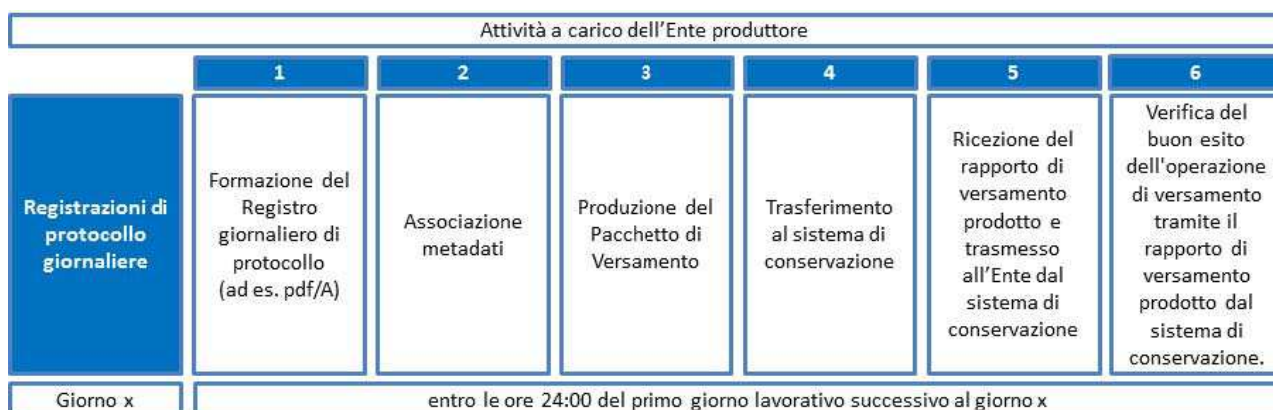 Attività a carico dell'Ente produttore
1
2
3
4
5
6
Registrazioni di
protocollo
giornaliere
Formazione del
Registro
giornaliero di
protocollo
(ad es. pdf/A)
Associazione
metadati
Produzione del
Pacchetto di
Versamento
Trasferimento
al sistema di
conservazione
Ricezione del
rapporto di
versamento
prodotto e
trasmesso
all'Ente dal
sistema di
conservazione
Verifica del
buon esito
dell'operazione
di versamento
tramite il
rapporto di
versamento
prodotto dal
sistema di
conservazione.
Giorno x
entro le ore 24:00 del primo giorno lavorativo successivo al giorno x